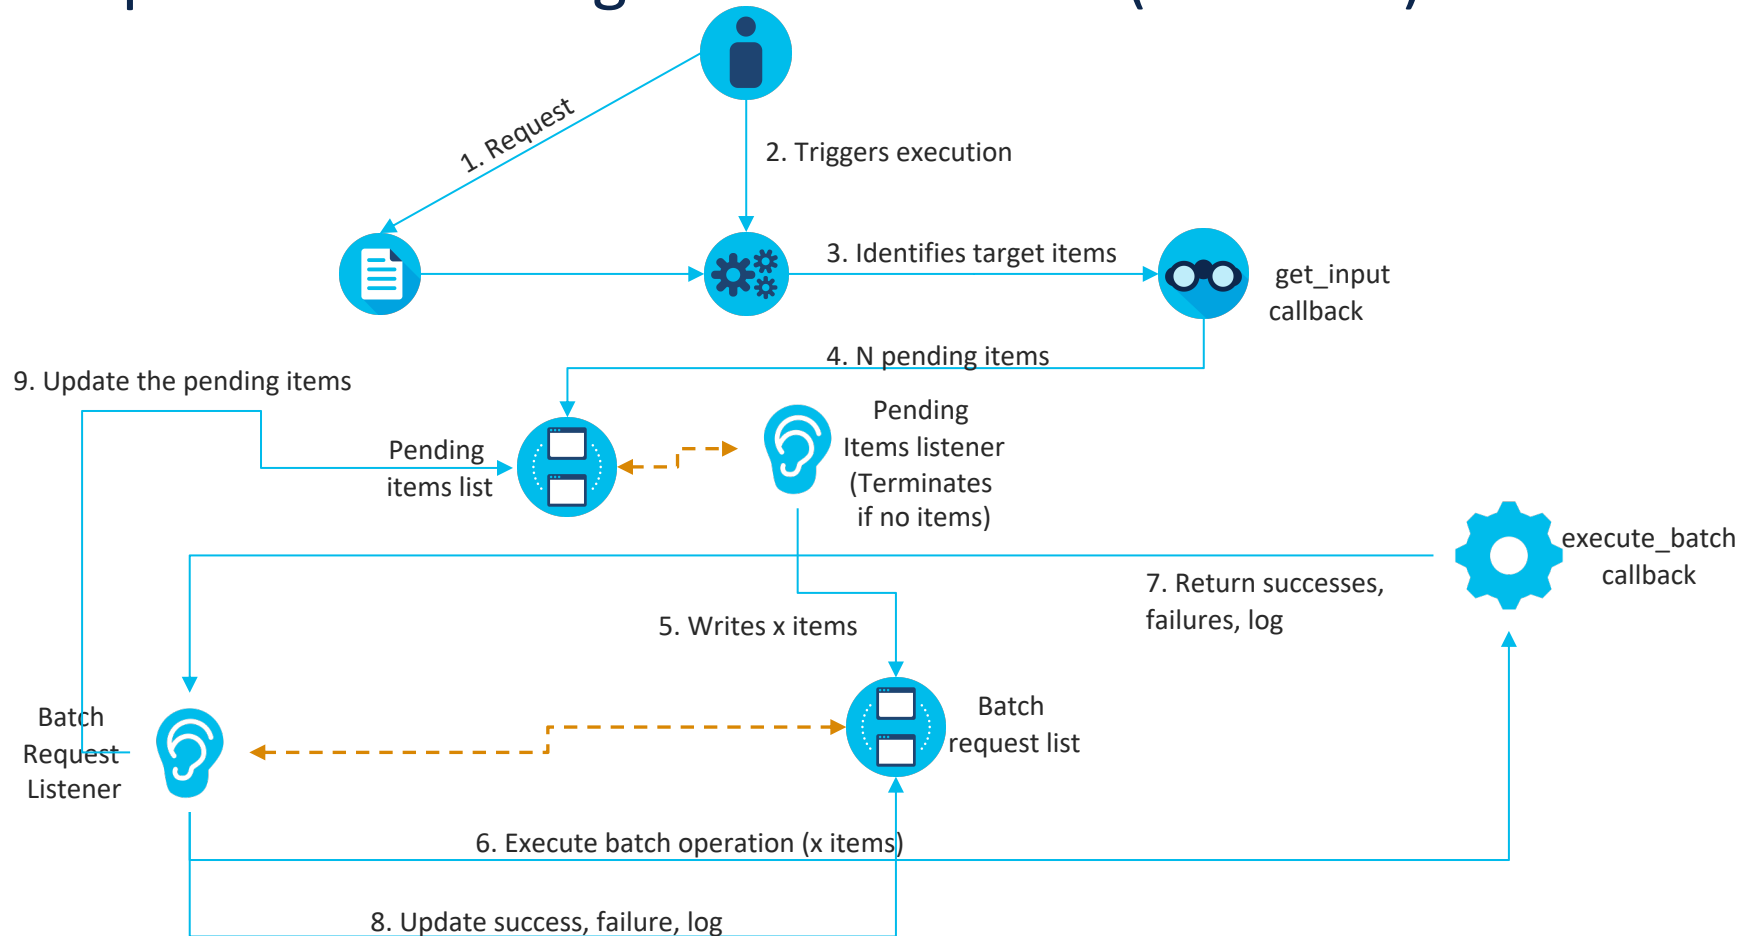 1. Request
2. Triggers execution
3. Identifies target items
get_input
callback
4. N pending items
9. Update the pending items
Pending
items list
Pending
Items listener
(Terminates
if no items)
execute_batch
callback
7. Return successes,
failures, log
5. Writes x items
Batch
Request
Listener
Batch
request list
6. Execute batch operation (x items)
8. Update success, failure, log